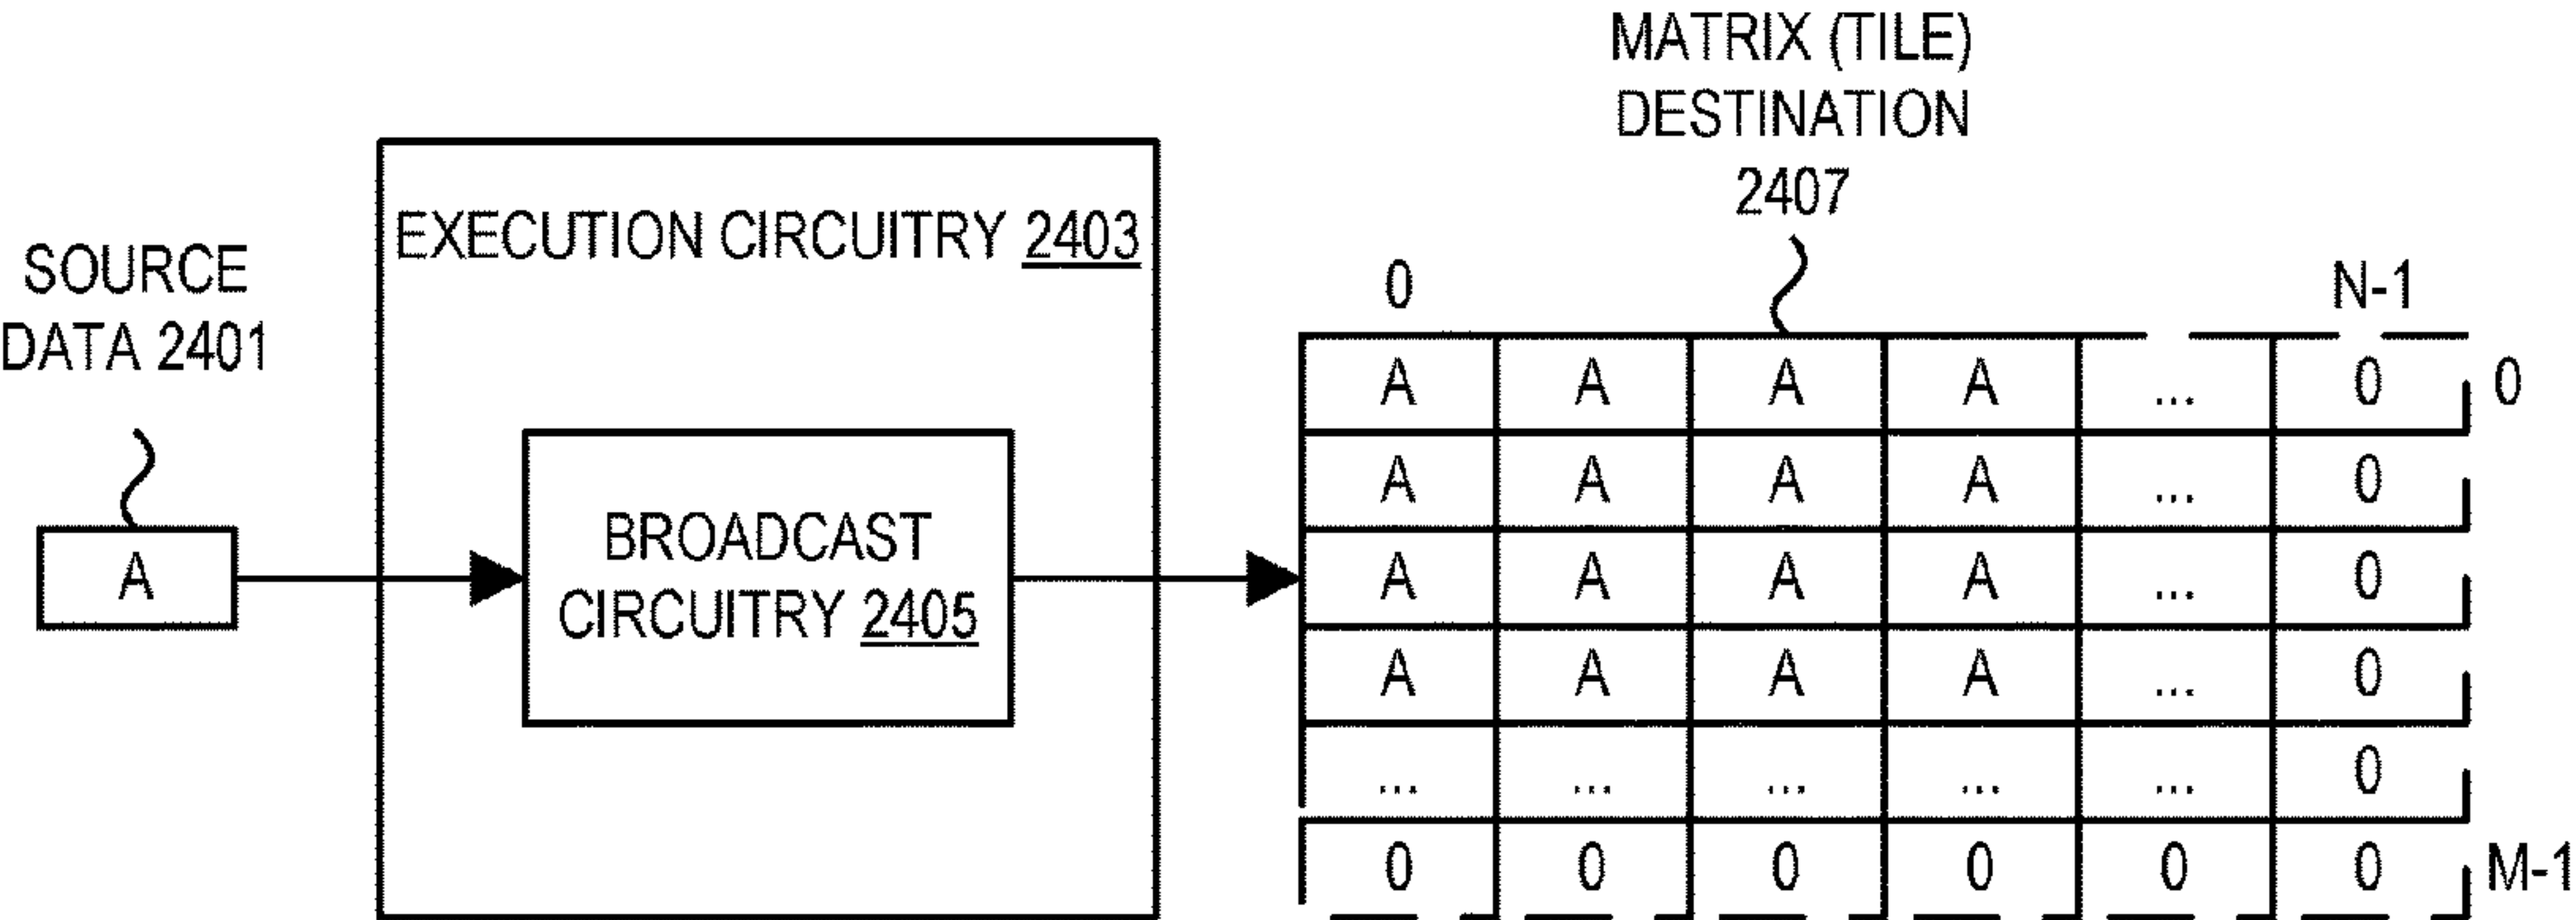 MATRIX (TILE)
DESTINATION
2407
SOURCE
DATA 2401
EXECUTION CIRCUITRY 2403
BROADCAST
CIRCUITRY 2405
A
0 N-1
A A A A ... 0 0
A A A A ... 0
A A A A ... 0
A A A A ... 0
... ... ... ... ... 0
0 0 0 0 0 0 M-1